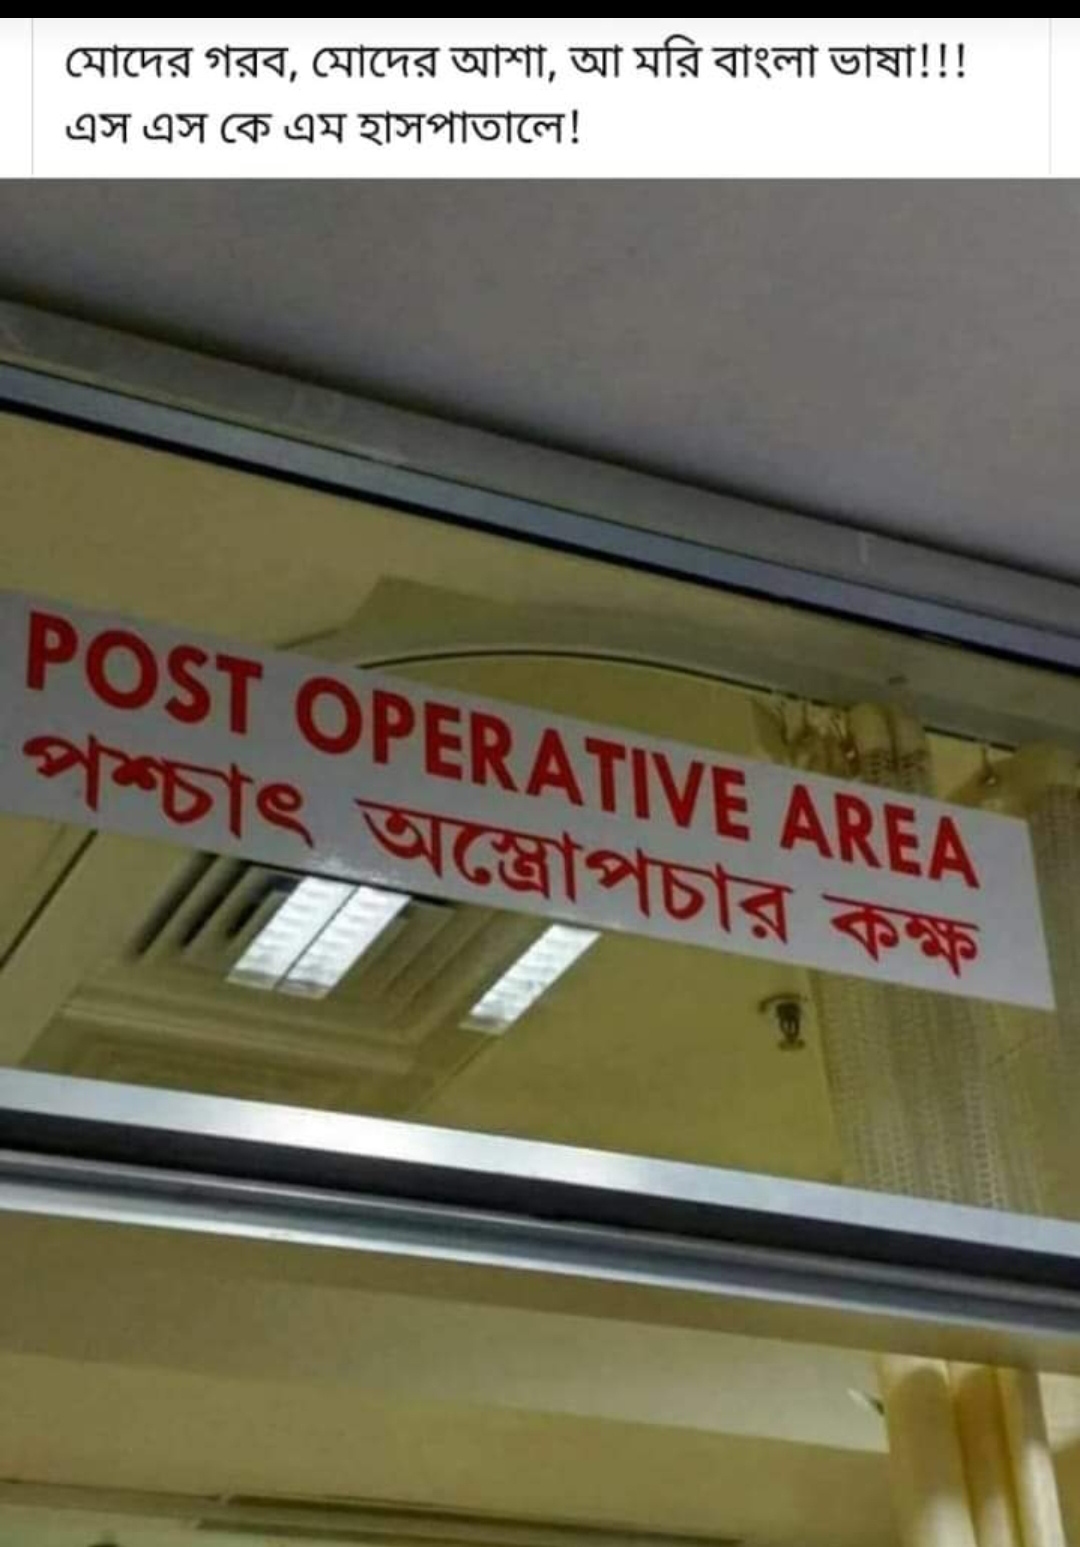 মোদের গরব, মোদের আশা, আ মরি বাংলা ভাষা!!!
এস এস কে এম হাসপাতালে!
POST OPERATIVE AREA
পশ্চাৎ অস্ত্রোপচার কক্ষ